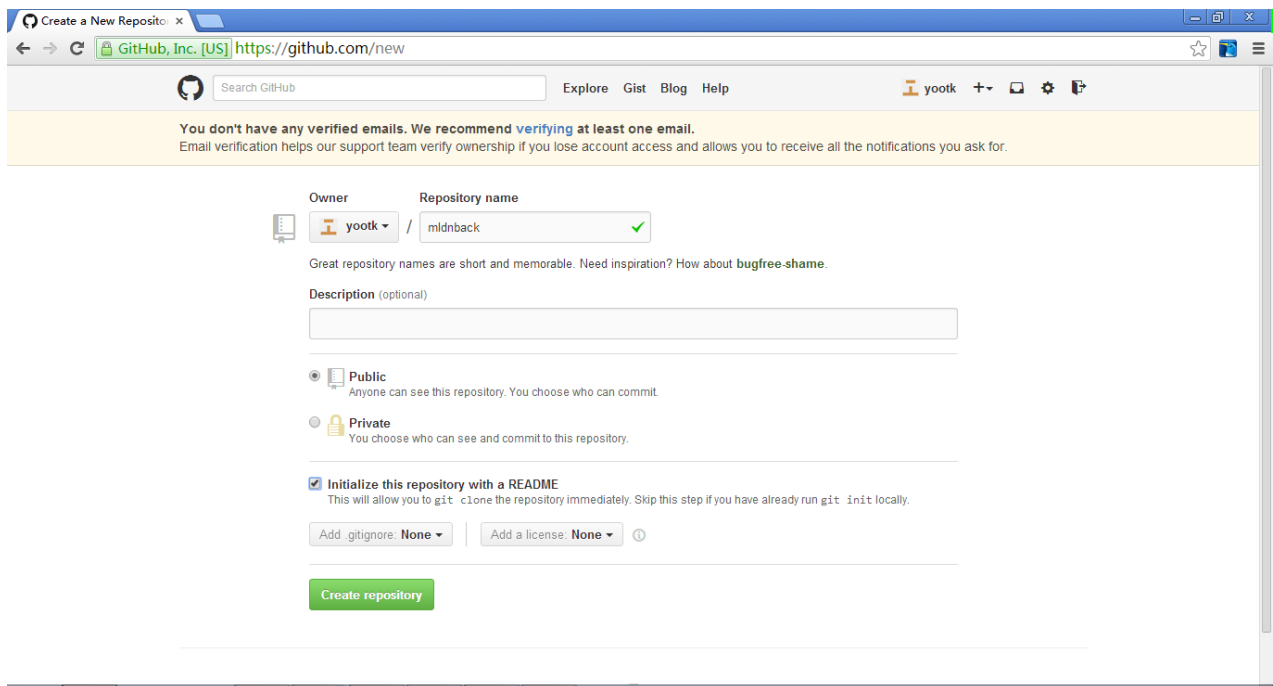 Create a New Reposito
GitHub, Inc. [US] https://github.com/new
Search GitHub Explore Gist Blog Help yootk
You don't have any verified emails. We recommend verifying at least one email.
Email verification helps our support team verify ownership if you lose account access and allows you to receive all the notifications you ask for.
Owner Repository name
yootk / mldnback
Great repository names are short and memorable. Need inspiration? How about bugfree-shame.
Description (optional)
Public
Anyone can see this repository. You choose who can commit.
Private
You choose who can see and commit to this repository.
Initialize this repository with a README
This will allow you to git clone the repository immediately. Skip this step if you have already run git init locally.
Add .gitignore: None Add a license: None
Create repository